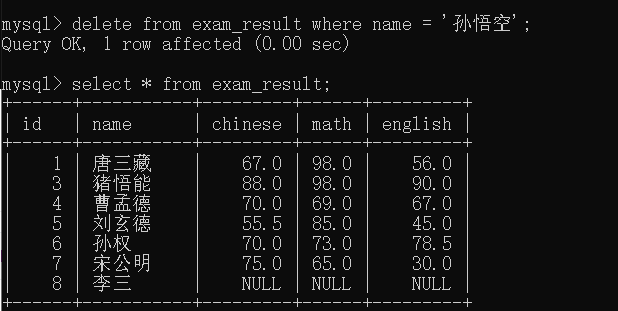 mysql> delete from exam_result where name = '孙悟空';
Query OK, 1 row affected (0.00 sec)
mysql> select * from exam_result;
+------+-----------+---------+------+---------+
| id   | name      | chinese | math | english |
+------+-----------+---------+------+---------+
|    1 | 唐三藏    |    67.0 | 98.0 |    56.0 |
|    3 | 猪悟能    |    88.0 | 98.0 |    90.0 |
|    4 | 曹孟德    |    70.0 | 69.0 |    67.0 |
|    5 | 刘玄德    |    55.5 | 85.0 |    45.0 |
|    6 | 孙权      |    70.0 | 73.0 |    78.5 |
|    7 | 宋公明    |    75.0 | 65.0 |    30.0 |
|    8 | 李三      |    NULL | NULL |    NULL |
+------+-----------+---------+------+---------+